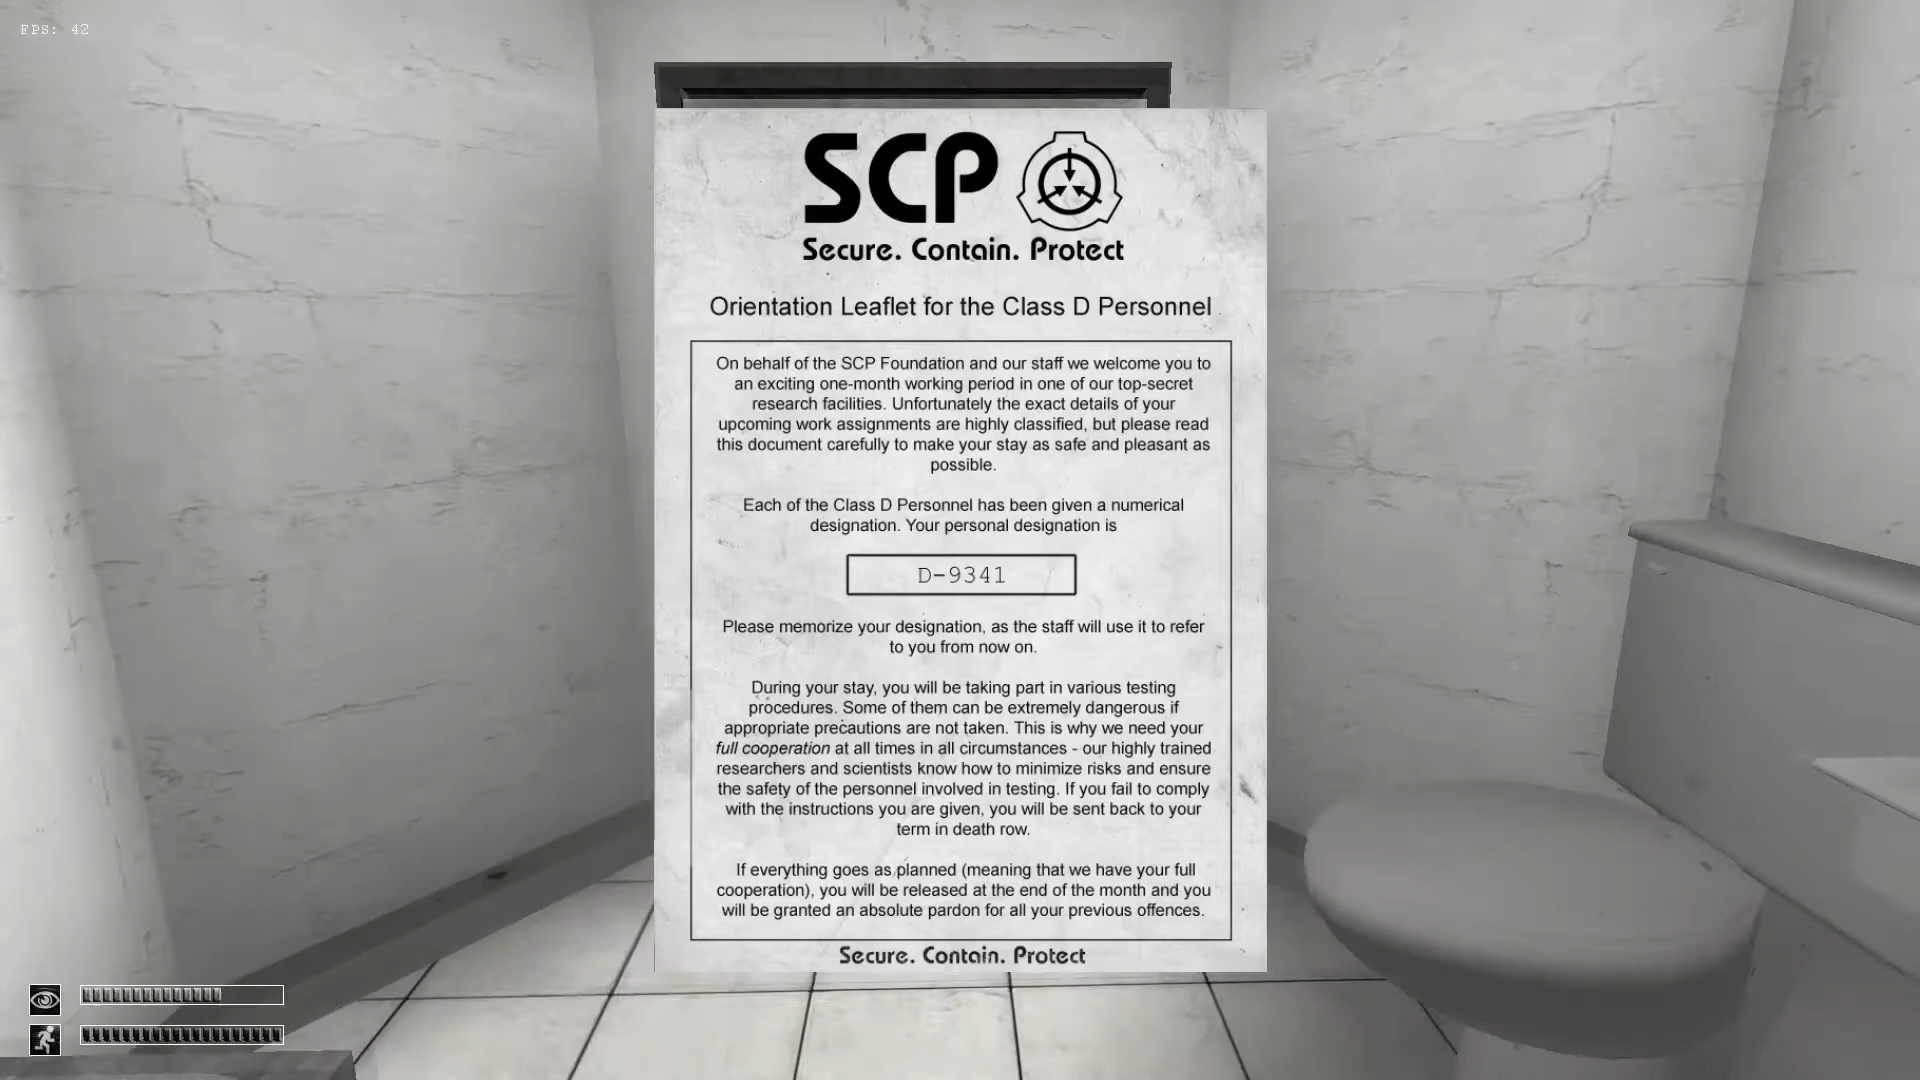 FPS: 42
SCP
Secure. Contain. Protect
Orientation Leaflet for the Class D Personnel
On behalf of the SCP Foundation and our staff we welcome you to
an exciting one-month working period in one of our top-secret
research facilities. Unfortunately the exact details of your
upcoming work assignments are highly classified, but please read
this document carefully to make your stay as safe and pleasant as
possible.
Each of the Class D Personnel has been given a numerical
designation. Your personal designation is
D-9341
Please memorize your designation, as the staff will use it to refer
to you from now on.
During your stay, you will be taking part in various testing
procedures. Some of them can be extremely dangerous if
appropriate precautions are not taken. This is why we need your
full cooperation at all times in all circumstances - our highly trained
researchers and scientists know how to minimize risks and ensure
the safety of the personnel involved in testing. If you fail to comply
with the instructions you are given, you will be sent back to your
term in death row.
If everything goes as planned (meaning that we have your full
cooperation), you will be released at the end of the month and you
will be granted an absolute pardon for all your previous offences.
Secure. Contain. Protect